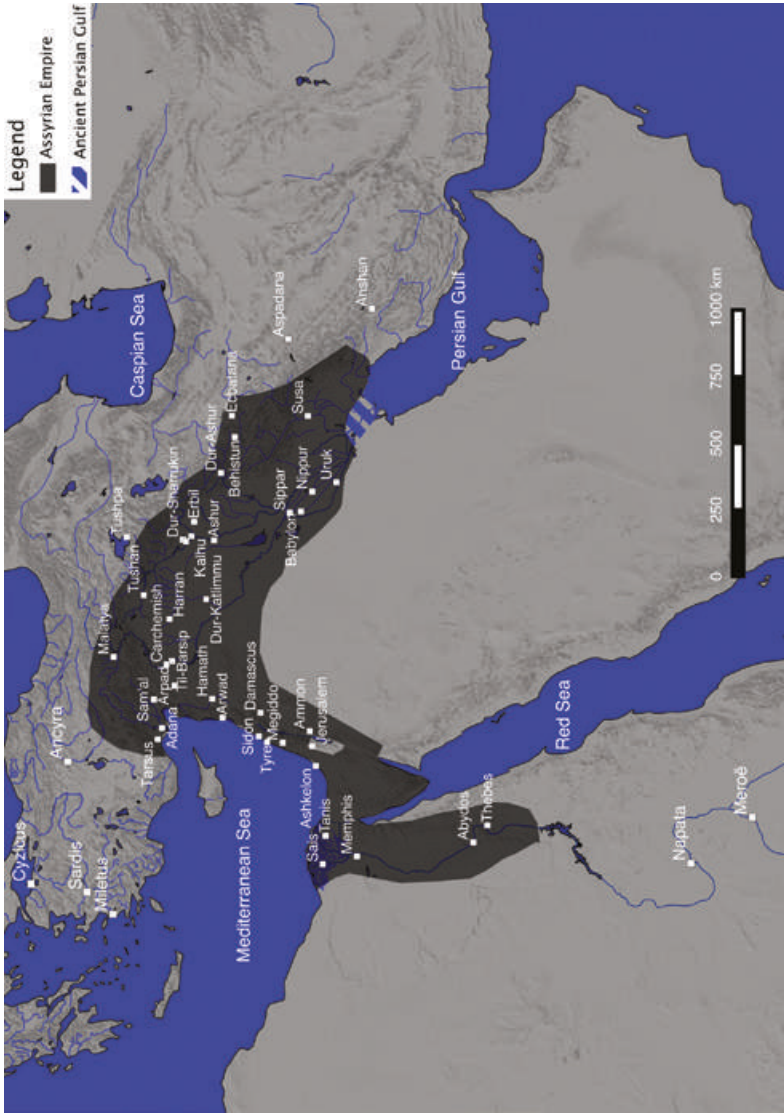 Legend
Assyrian Empire
Ancient Persian Gulf
Cyzicus
Ancyra
Sardis
Miletus
Caspian Sea
Malatya
Tushpa
Tushan
Tarsus
Adana
Sam'al
Arpad
Carchemish
Til-Barsip
Harran
Dur-Sharrukin
Erbil
Kalhu
Ashur
Dur-Katlimmu
Hamath
Arwad
Dur-Ashur
Ecbatana
Behistun
Mediterranean Sea
Sidon
Damascus
Tyre
Megiddo
Ammon
Jerusalem
Ashkelon
Aspadana
Sippar
Babylon
Nippur
Susa
Uruk
Anshan
Sais
Tanis
Memphis
Persian Gulf
Abydos
Thebes
Red Sea
Napata
Meroë
0
250
500
750
1000 km